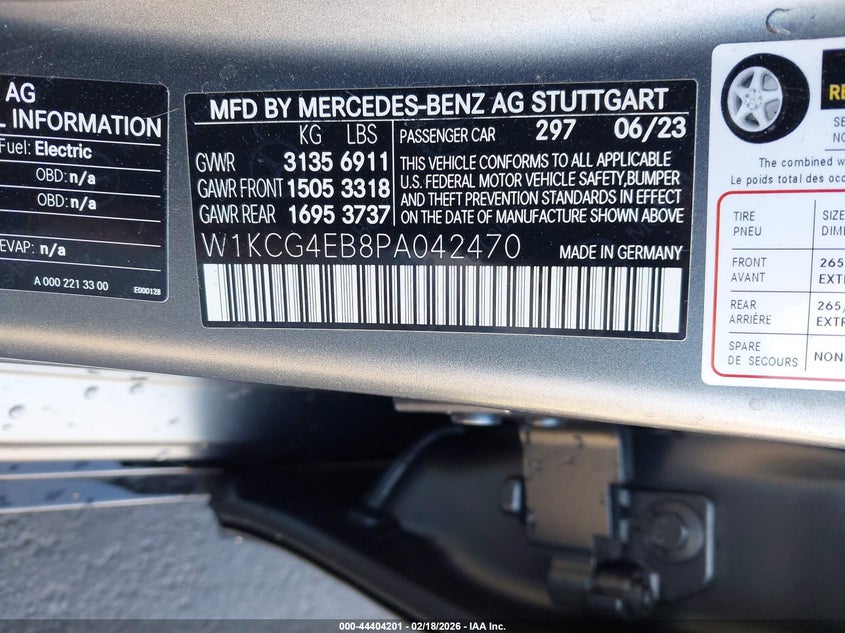 AG
L INFORMATION
Fuel: Electric
OBD: n/a
OBD: n/a
EVAP: n/a
A 000 221 33 00
E000128
MFD BY MERCEDES-BENZ AG STUTTGART
KG LBS
GVWR 3135 6911
GAWR FRONT 1505 3318
GAWR REAR 1695 3737
PASSENGER CAR 297 06/23
THIS VEHICLE CONFORMS TO ALL APPLICABLE
U.S. FEDERAL MOTOR VEHICLE SAFETY,BUMPER
AND THEFT PREVENTION STANDARDS IN EFFECT
ON THE DATE OF MANUFACTURE SHOWN ABOVE
W1KCG4EB8PA042470
MADE IN GERMANY
The combined w
Le poids total des occ
TIRE
PNEU
SIZE
DIME
FRONT
AVANT
265
EXT
REAR
ARRIÈRE
265/
EXTR
SPARE
DE SECOURS
NON
000-44404201 - 02/18/2026 - IAA Inc.